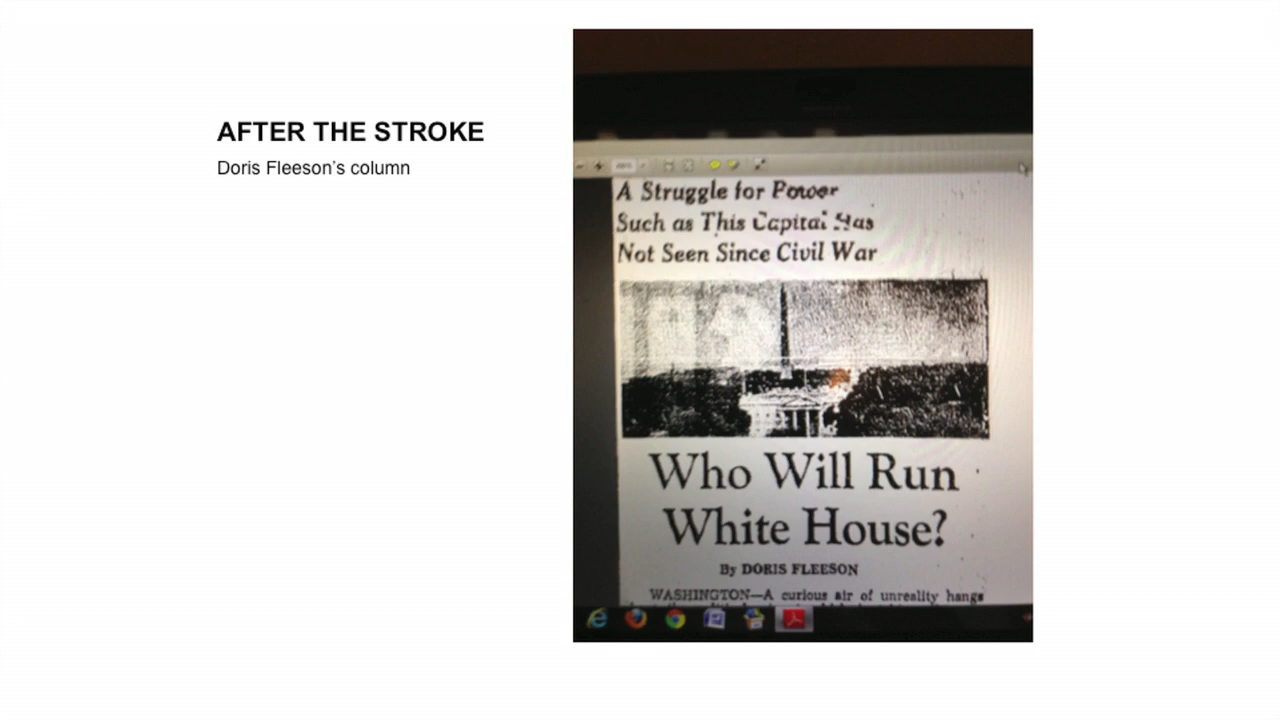 AFTER THE STROKE
Doris Fleeson’s column
A Struggle for Power
Such as This Capital Has
Not Seen Since Civil War
Who Will Run
White House?
By DORIS FLEESON
WASHINGTON—A curious air of unreality hangs